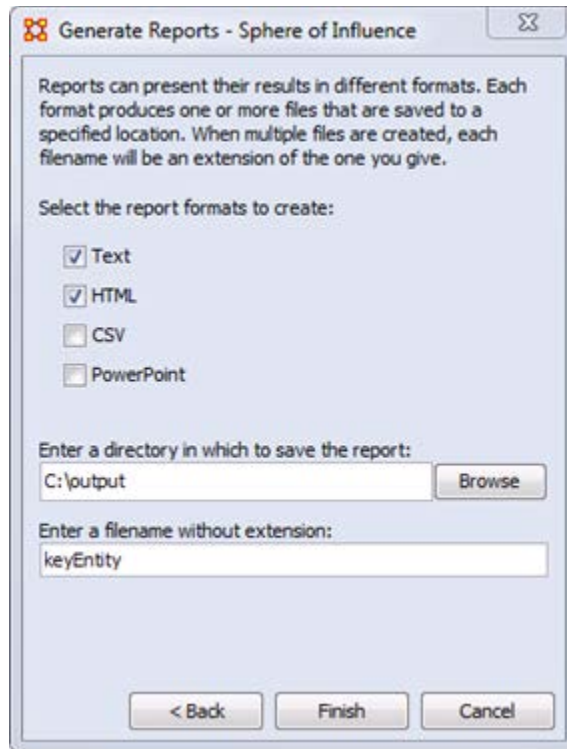 Generate Reports - Sphere of Influence
Reports can present their results in different formats. Each
format produces one or more files that are saved to a
specified location. When multiple files are created, each
filename will be an extension of the one you give.
Select the report formats to create:
Text
HTML
CSV
PowerPoint
Enter a directory in which to save the report:
C:\output
Browse
Enter a filename without extension:
keyEntity
< Back
Finish
Cancel